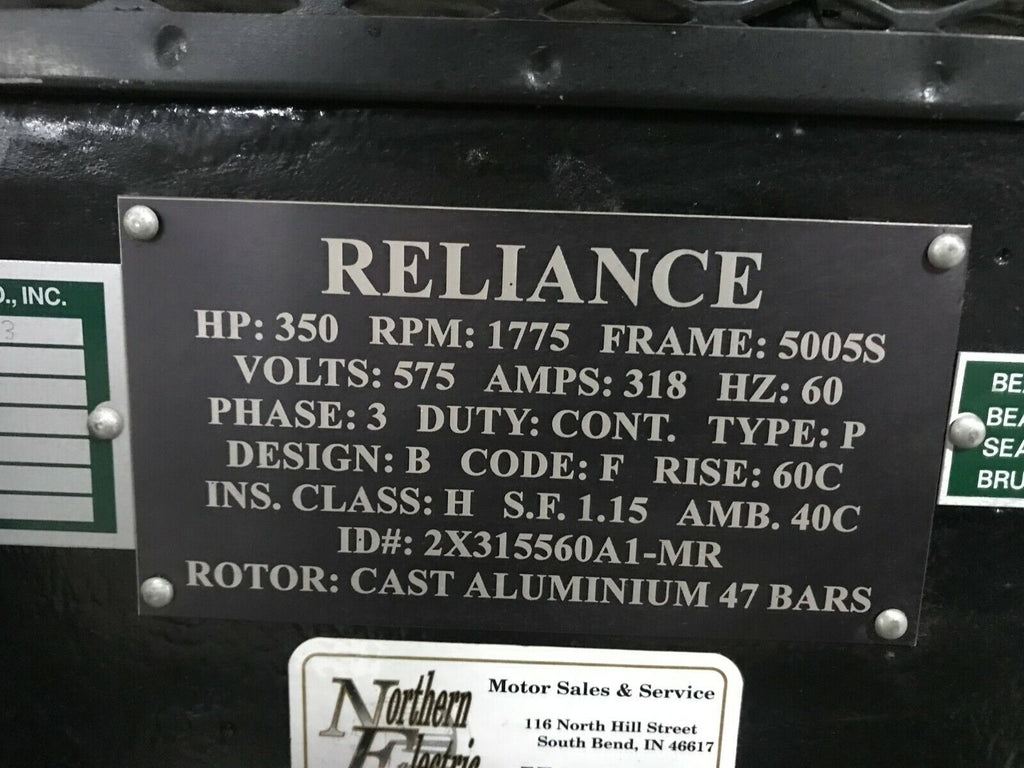 RELIANCE
HP: 350 RPM: 1775 FRAME: 5005S
VOLTS: 575 AMPS: 318 HZ: 60
PHASE: 3 DUTY: CONT. TYPE: P
DESIGN: B CODE: F RISE: 60C
INS. CLASS: H S.F. 1.15 AMB. 40C
ID#: 2X315560A1-MR
ROTOR: CAST ALUMINIUM 47 BARS
., INC.
3
BE
BEA
SEA
BRU
Northern
Electric
Motor Sales & Service
116 North Hill Street
South Bend, IN 46617